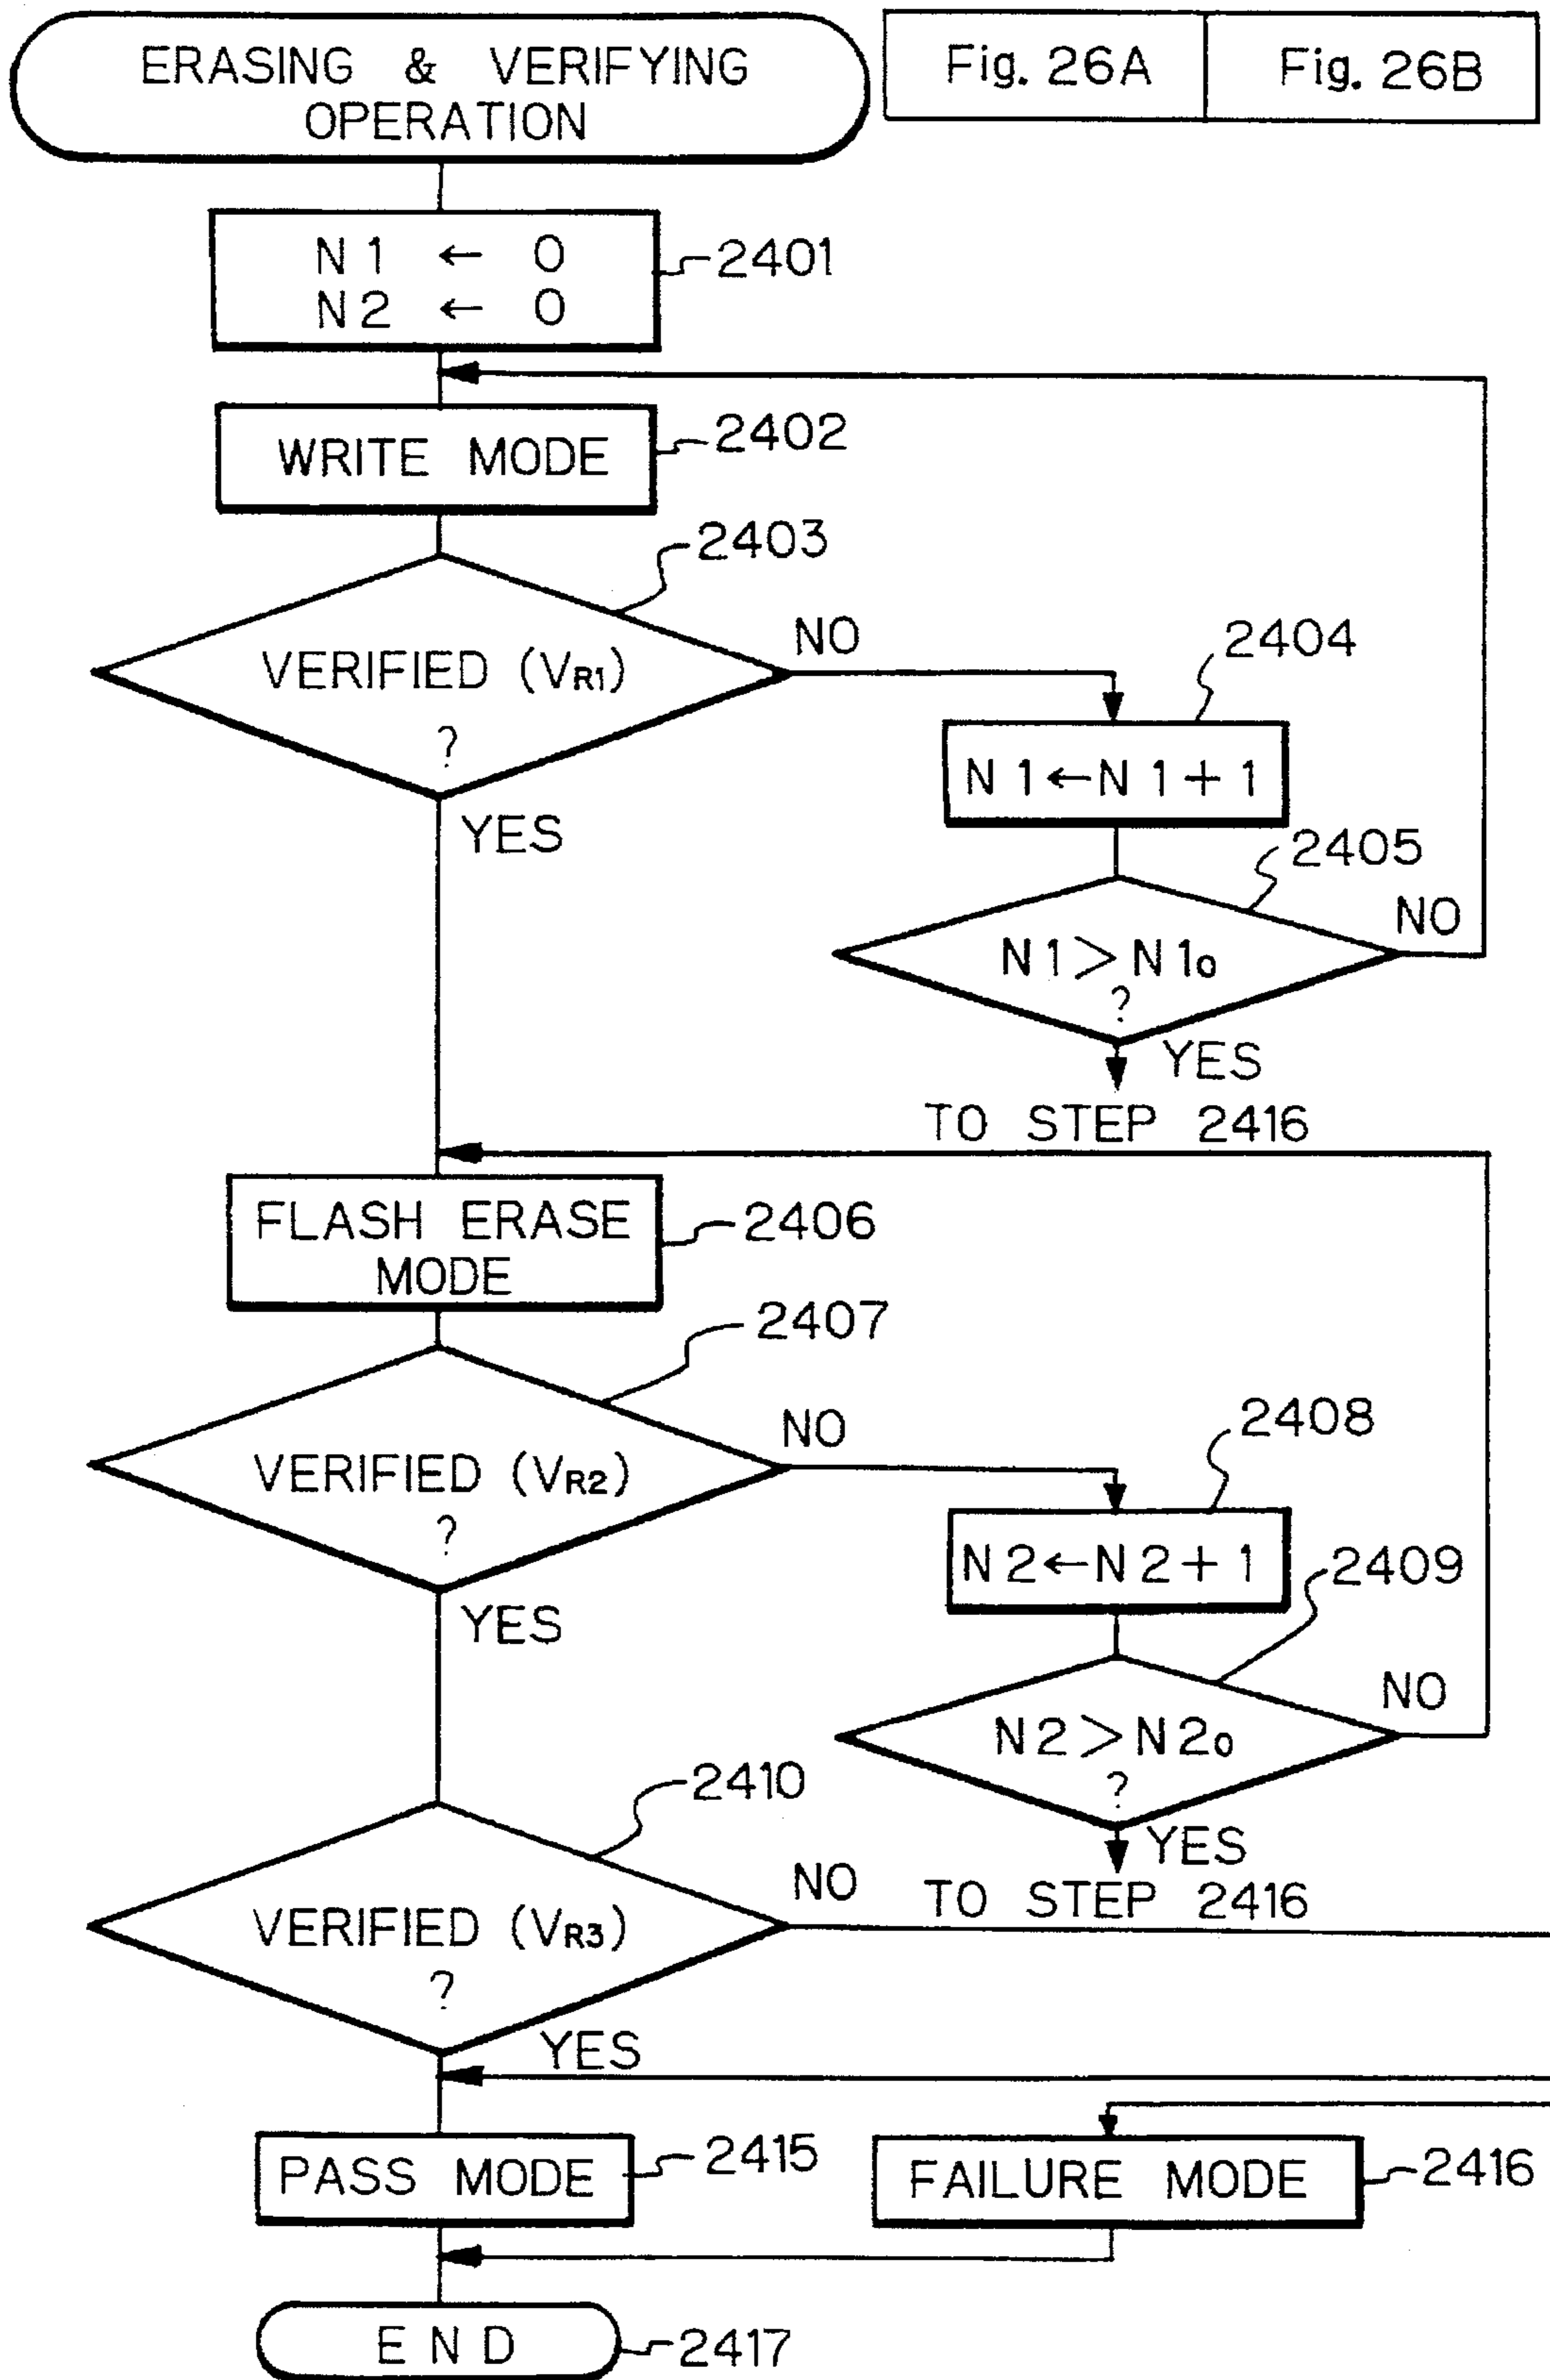 ERASING & VERIFYING
OPERATION
Fig. 26A
Fig. 26B
N1 ← 0
N2 ← 0
2401
WRITE MODE
2402
2403
VERIFIED (VR1)
?
NO
YES
2404
N1←N1+1
2405
N1>N1o
?
NO
YES
TO STEP 2416
FLASH ERASE
MODE
2406
2407
VERIFIED (VR2)
?
NO
YES
2408
N2←N2+1
2409
N2>N2o
?
NO
YES
TO STEP 2416
2410
VERIFIED (VR3)
?
NO
YES
PASS MODE
2415
FAILURE MODE
2416
END
2417